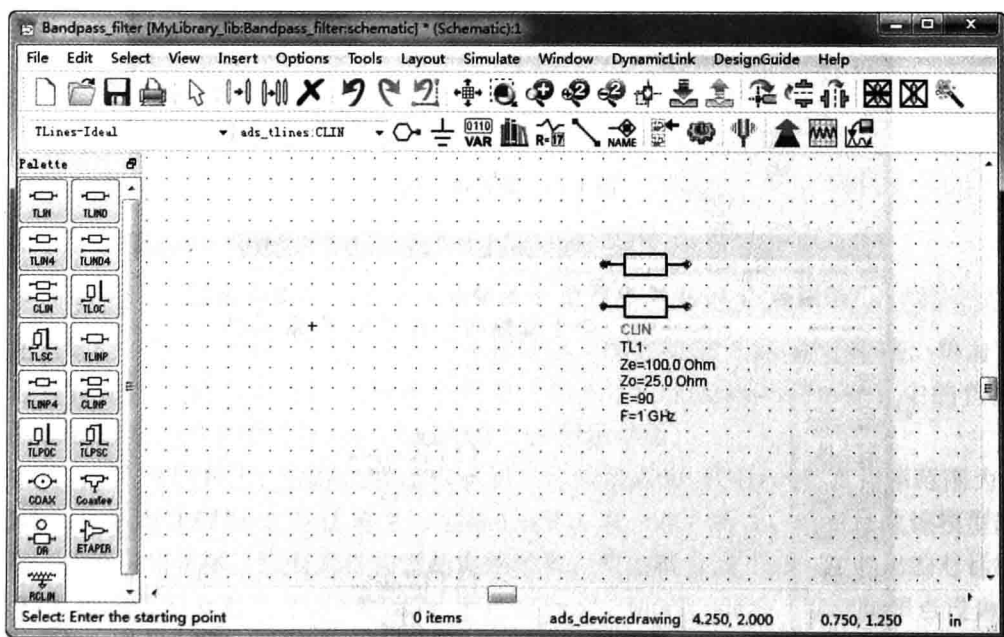 Bandpass_filter [MyLibrary_lib:Bandpass_filter:schematic] * (Schematic):1
File Edit Select View Insert Options Tools Layout Simulate Window DynamicLink DesignGuide Help
TLines-Ideal ads_tlines:CLIN 0110 VAR R=17 NAME
Palette
TLIN TLIND
TLIN4 TLIND4
CLIN TLOC
TLSC TLINP
TLINP4 CLINP
TLPOC TLPSC
COAX CoaxTee
DR ETAPER
RCLIN
CLIN
TL1
Ze=100.0 Ohm
Zo=25.0 Ohm
E=90
F=1 GHz
Select: Enter the starting point 0 items ads_device:drawing 4.250, 2.000 0.750, 1.250 in